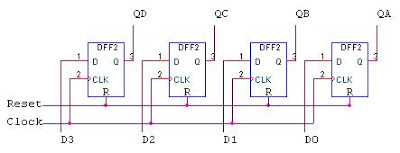 QD QC QB QA
DFF2 DFF2 DFF2 DFF2
1 D Q 3 1 D Q 3 1 D Q 3 1 D Q 3
2 CLK 2 CLK 2 CLK 2 CLK
R R R R
Reset
Clock
D3 D2 D1 D0